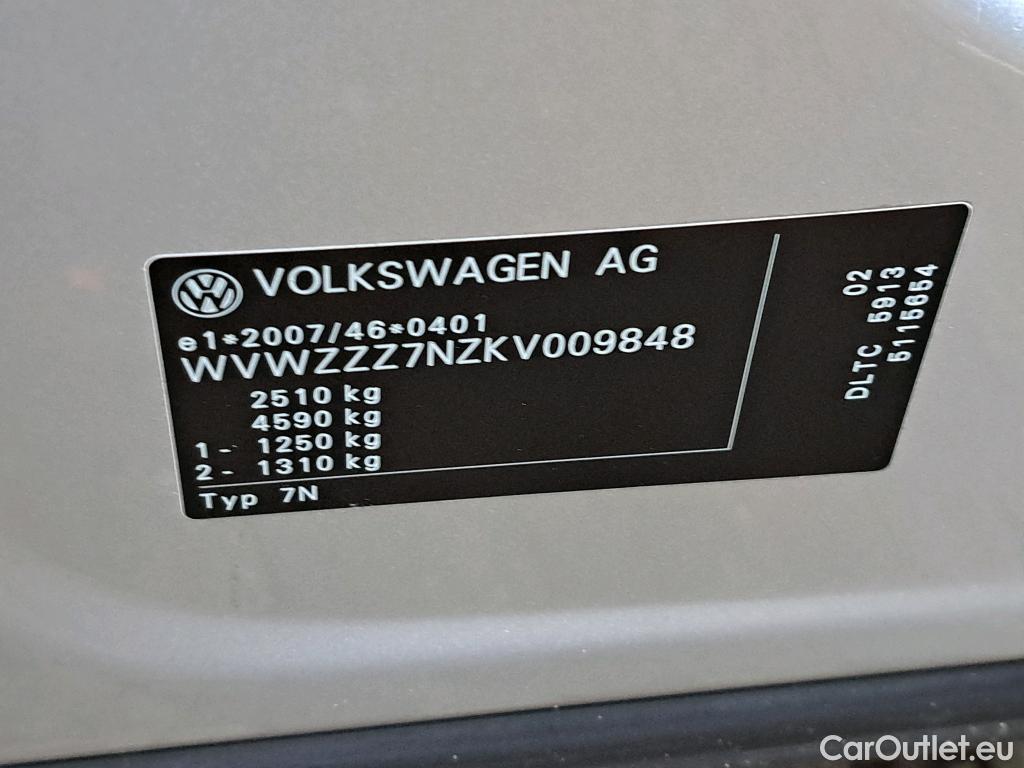 VOLKSWAGEN AG
e1*2007/46*0401
WVWZZZ7NZKV009848
2510 kg
4590 kg
1 - 1250 kg
2 - 1310 kg
Typ 7N
02
DLTC 5913
5115654
CarOutlet.eu